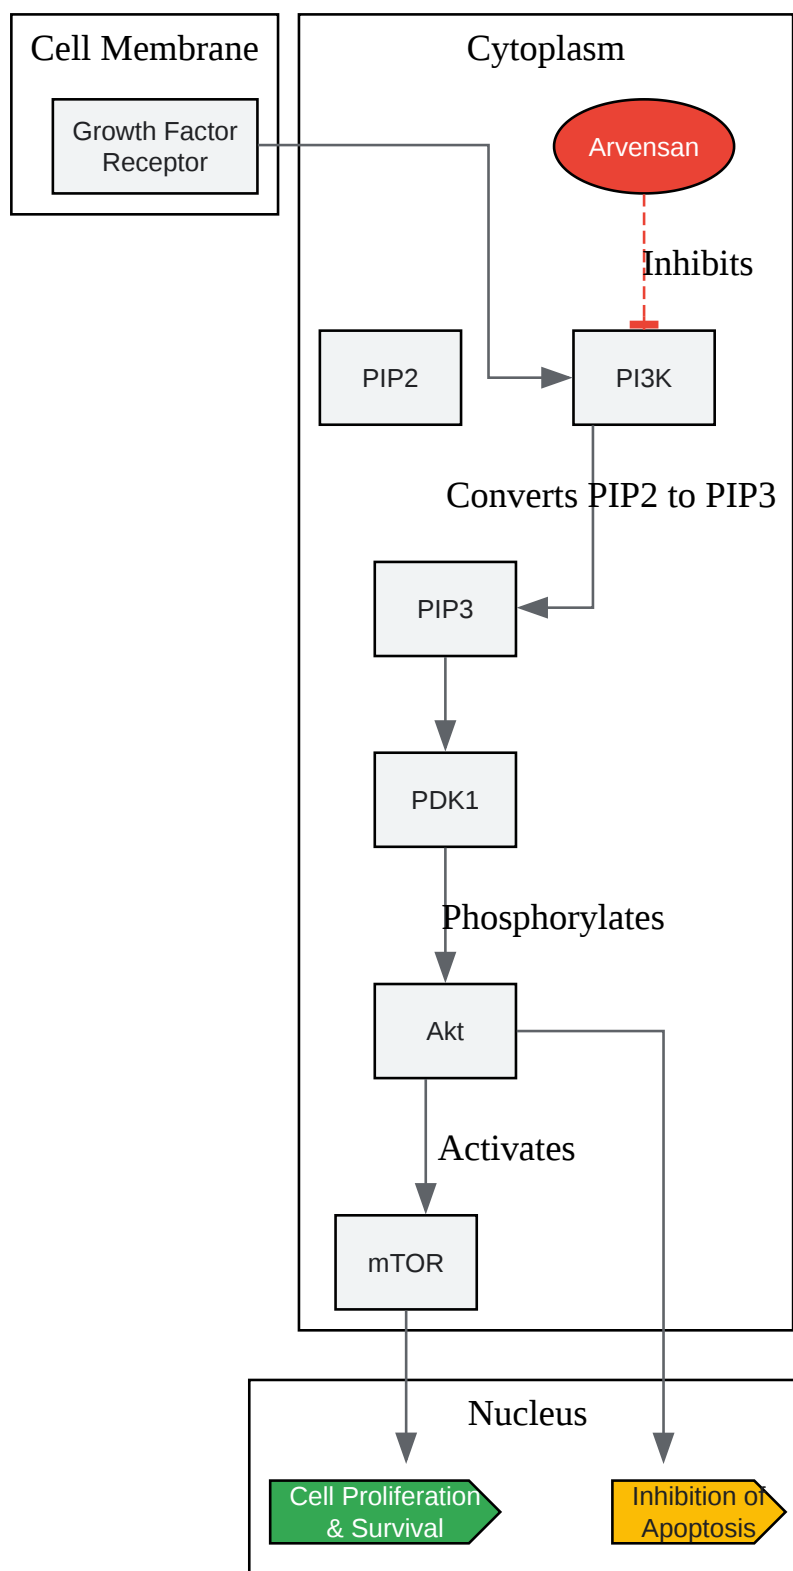 Cell Membrane
Cytoplasm
Growth Factor
Receptor
Arvensan
Inhibits
PIP2
PI3K
Converts PIP2 to PIP3
PIP3
PDK1
Phosphorylates
Akt
Activates
mTOR
Nucleus
Cell Proliferation
& Survival
Inhibition of
Apoptosis